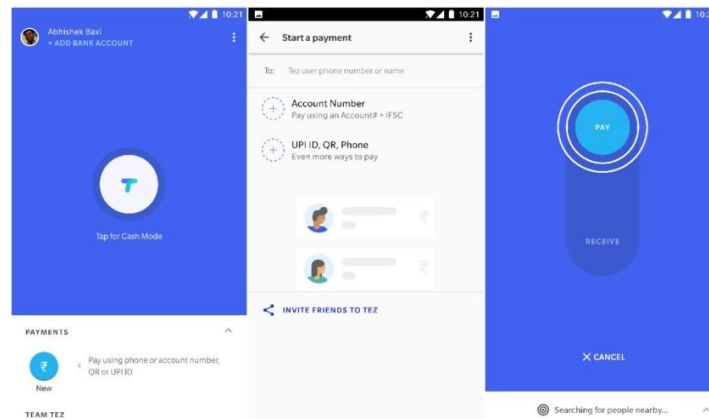 10:21
Abhishek Baxi
+ ADD BANK ACCOUNT
Tap for Cash Mode
PAYMENTS
₹
New
Pay using phone or account number,
QR or UPI ID
TEAM TEZ
10:21
Start a payment
To: Tez user phone number or name
Account Number
Pay using an Account# + IFSC
UPI ID, QR, Phone
Even more ways to pay
₹
₹
INVITE FRIENDS TO TEZ
PAY
RECEIVE
CANCEL
Searching for people nearby...